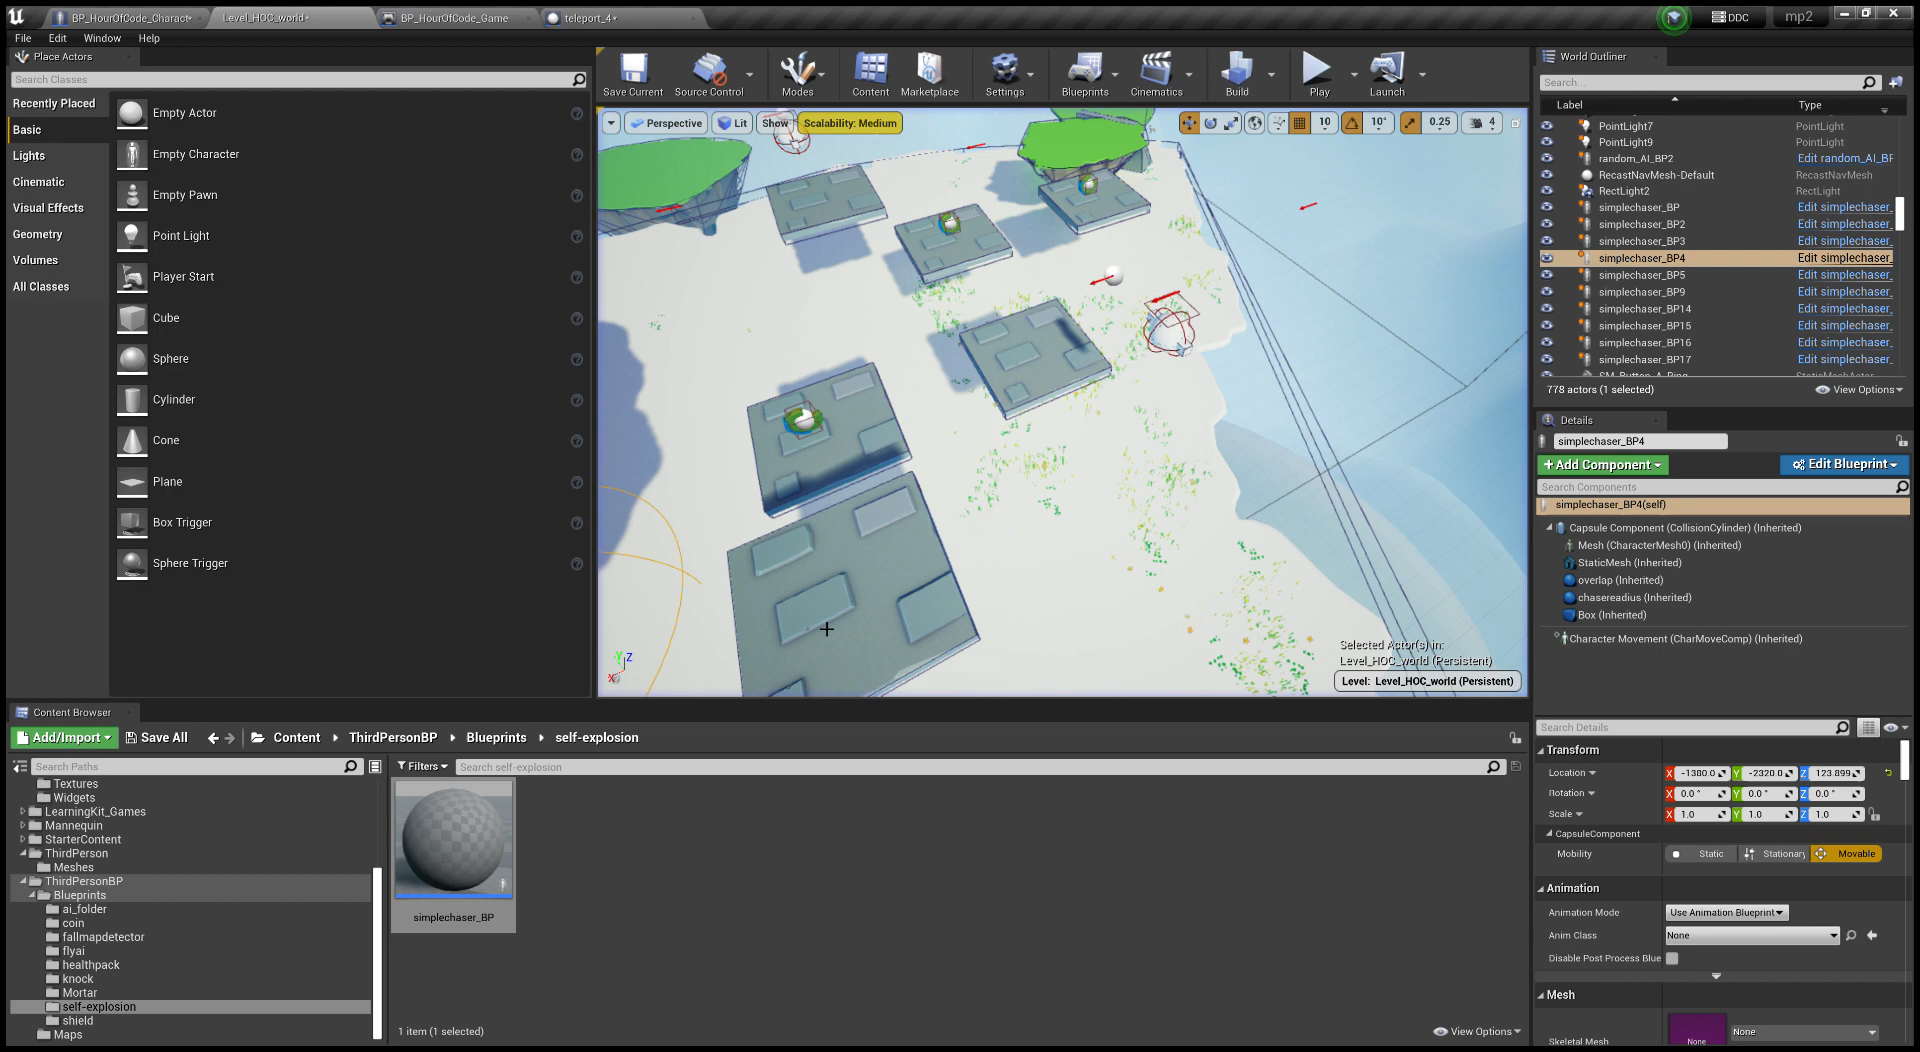 BP_HourOfCode_Charact
Level_HOC_world*
BP_HourOfCode_Game
teleport_4*
DDC
mp2
File
Edit
Window
Help
Place Actors
Search Classes
Recently Placed
Basic
Lights
Cinematic
Visual Effects
Geometry
Volumes
All Classes
Empty Actor
Empty Character
Empty Pawn
Point Light
Player Start
Cube
Sphere
Cylinder
Cone
Plane
Box Trigger
Sphere Trigger
Save Current
Source Control
Modes
Content
Marketplace
Settings
Blueprints
Cinematics
Build
Play
Launch
Perspective
Lit
Show
Scalability: Medium
10
10°
0.25
4
Selected Actor(s) in:
Level_HOC_world (Persistent)
Level: Level_HOC_world (Persistent)
World Outliner
Search...
Label
Type
PointLight7
PointLight
PointLight9
PointLight
random_AI_BP2
Edit random_AI_BP
RecastNavMesh-Default
RecastNavMesh
RectLight2
RectLight
simplechaser_BP
Edit simplechaser_
simplechaser_BP2
Edit simplechaser_
simplechaser_BP3
Edit simplechaser_
simplechaser_BP4
Edit simplechaser_
simplechaser_BP5
Edit simplechaser_
simplechaser_BP9
Edit simplechaser_
simplechaser_BP14
Edit simplechaser_
simplechaser_BP15
Edit simplechaser_
simplechaser_BP16
Edit simplechaser_
simplechaser_BP17
Edit simplechaser_
778 actors (1 selected)
View Options
Details
simplechaser_BP4
+Add Component
Edit Blueprint
Search Components
simplechaser_BP4(self)
Capsule Component (CollisionCylinder) (Inherited)
Mesh (CharacterMesh0) (Inherited)
StaticMesh (Inherited)
overlap (Inherited)
chasereadius (Inherited)
Box (Inherited)
Character Movement (CharMoveComp) (Inherited)
Search Details
Transform
Location
X -1380.0 Y -2320.0 Z 123.899
Rotation
X 0.0 ° Y 0.0 ° Z 0.0 °
Scale
X 1.0 Y 1.0 Z 1.0
CapsuleComponent
Mobility
Static
Stationary
Movable
Animation
Animation Mode
Use Animation Blueprint
Anim Class
None
Disable Post Process Blue
Mesh
Skeletal Mesh
None
None
Content Browser
Add/Import
Save All
Content
ThirdPersonBP
Blueprints
self-explosion
Search Paths
Filters
Search self-explosion
Textures
Widgets
LearningKit_Games
Mannequin
StarterContent
ThirdPerson
Meshes
ThirdPersonBP
Blueprints
ai_folder
coin
fallmapdetector
flyai
healthpack
knock
Mortar
self-explosion
shield
Maps
simplechaser_BP
1 item (1 selected)
View Options